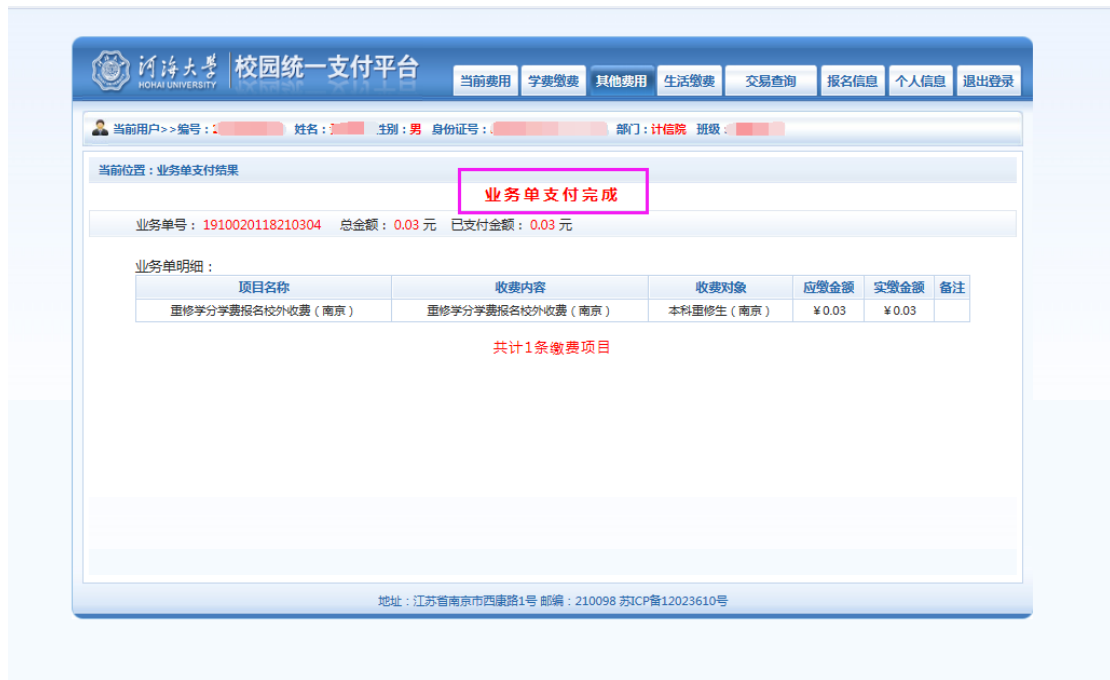 河海大学 校园统一支付平台
HOHAI UNIVERSITY
当前费用 学费缴费 其他费用 生活缴费 交易查询 报名信息 个人信息 退出登录
当前用户>>编号： 姓名： 性别：男 身份证号： 部门：计信院 班级：
当前位置：业务单支付结果
业务单支付完成
业务单号：1910020118210304 总金额：0.03 元 已支付金额：0.03 元
业务单明细：
项目名称 收费内容 收费对象 应缴金额 实缴金额 备注
重修学分学费报名校外收费（南京） 重修学分学费报名校外收费（南京） 本科重修生（南京） ¥0.03 ¥0.03
共计1条缴费项目
地址：江苏省南京市西康路1号 邮编：210098 苏ICP备12023610号